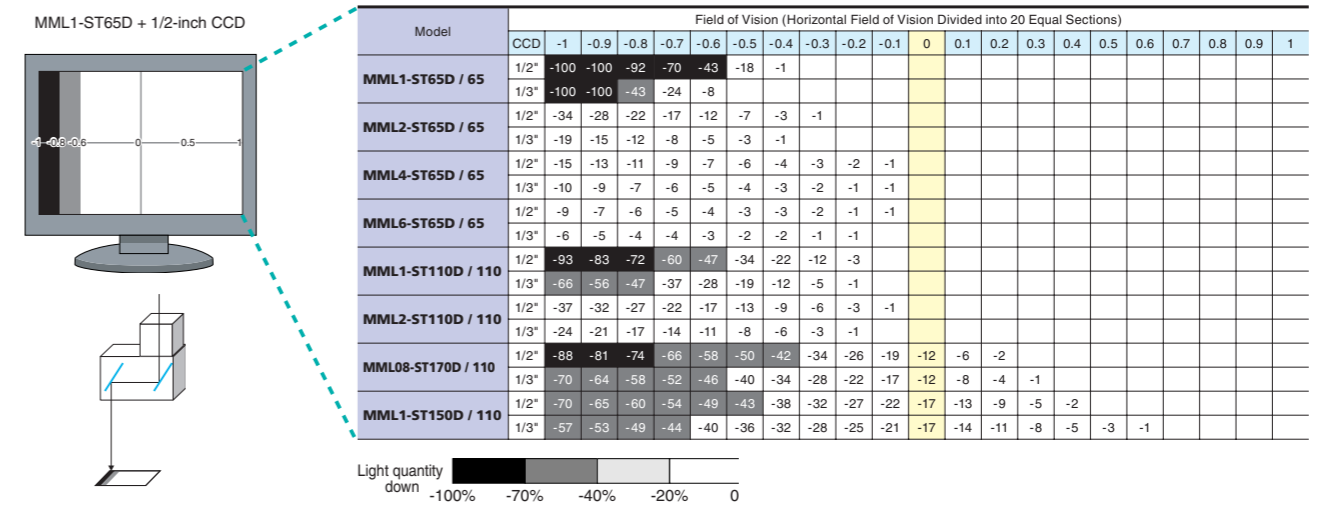 MML1-ST65D + 1/2-inch CCD
-1 -0.8 -0.6 0 0.5 1
Model
Field of Vision (Horizontal Field of Vision Divided into 20 Equal Sections)
CCD -1 -0.9 -0.8 -0.7 -0.6 -0.5 -0.4 -0.3 -0.2 -0.1 0 0.1 0.2 0.3 0.4 0.5 0.6 0.7 0.8 0.9 1
MML1-ST65D / 65
1/2" -100 -100 -92 -70 -43 -18 -1
1/3" -100 -100 -43 -24 -8
MML2-ST65D / 65
1/2" -34 -28 -22 -17 -12 -7 -3 -1
1/3" -19 -15 -12 -8 -5 -3 -1
MML4-ST65D / 65
1/2" -15 -13 -11 -9 -7 -6 -4 -3 -2 -1
1/3" -10 -9 -7 -6 -5 -4 -3 -2 -1 -1
MML6-ST65D / 65
1/2" -9 -7 -6 -5 -4 -3 -3 -2 -1 -1
1/3" -6 -5 -4 -4 -3 -2 -2 -1 -1
MML1-ST110D / 110
1/2" -93 -83 -72 -60 -47 -34 -22 -12 -3
1/3" -66 -56 -47 -37 -28 -19 -12 -5 -1
MML2-ST110D / 110
1/2" -37 -32 -27 -22 -17 -13 -9 -6 -3 -1
1/3" -24 -21 -17 -14 -11 -8 -6 -3 -1
MML08-ST170D / 110
1/2" -88 -81 -74 -66 -58 -50 -42 -34 -26 -19 -12 -6 -2
1/3" -70 -64 -58 -52 -46 -40 -34 -28 -22 -17 -12 -8 -4 -1
MML1-ST150D / 110
1/2" -70 -65 -60 -54 -49 -43 -38 -32 -27 -22 -17 -13 -9 -5 -2
1/3" -57 -53 -49 -44 -40 -36 -32 -28 -25 -21 -17 -14 -11 -8 -5 -3 -1
Light quantity
down
-100% -70% -40% -20% 0